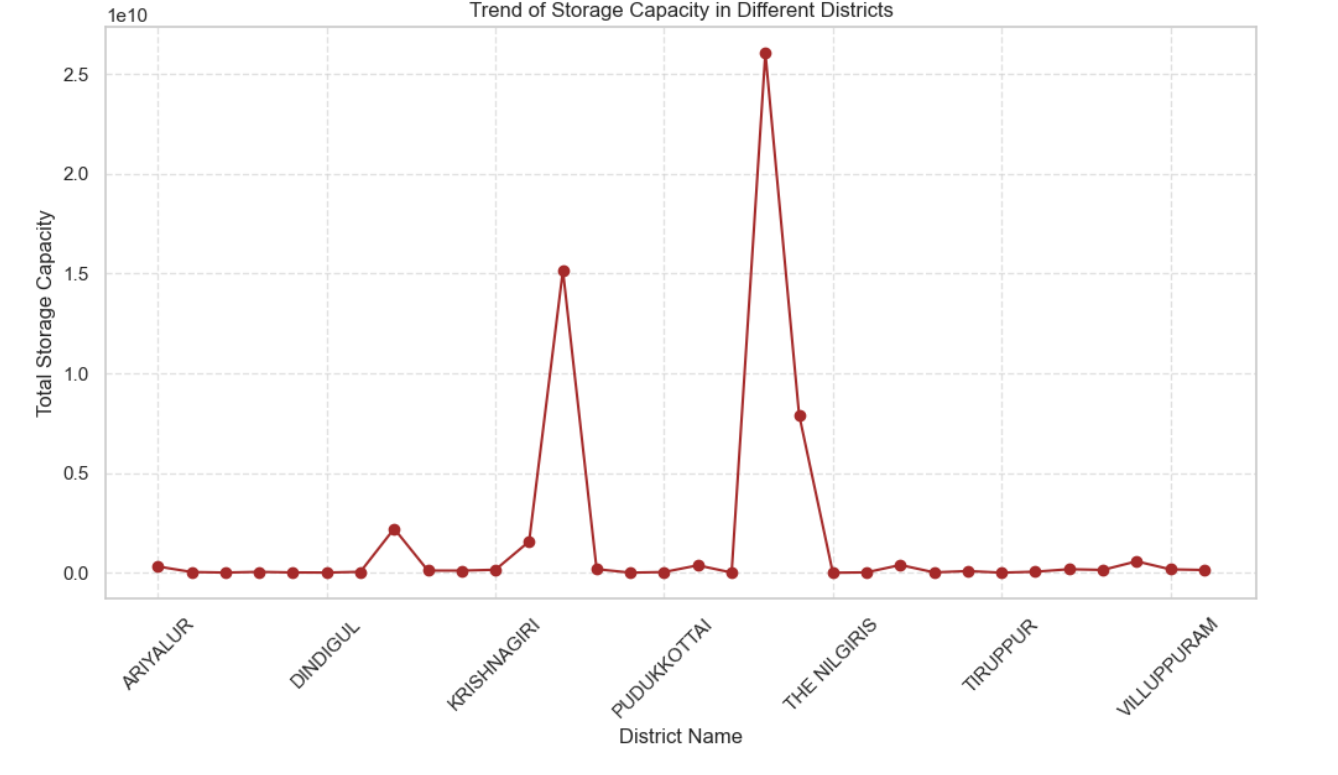 Trend of Storage Capacity in Different Districts
1e10
2.5
2.0
1.5
1.0
0.5
0.0
Total Storage Capacity
ARIYALUR
DINDIGUL
KRISHNAGIRI
PUDUKKOTTAI
THE NILGIRIS
TIRUPPUR
VILLUPPURAM
District Name